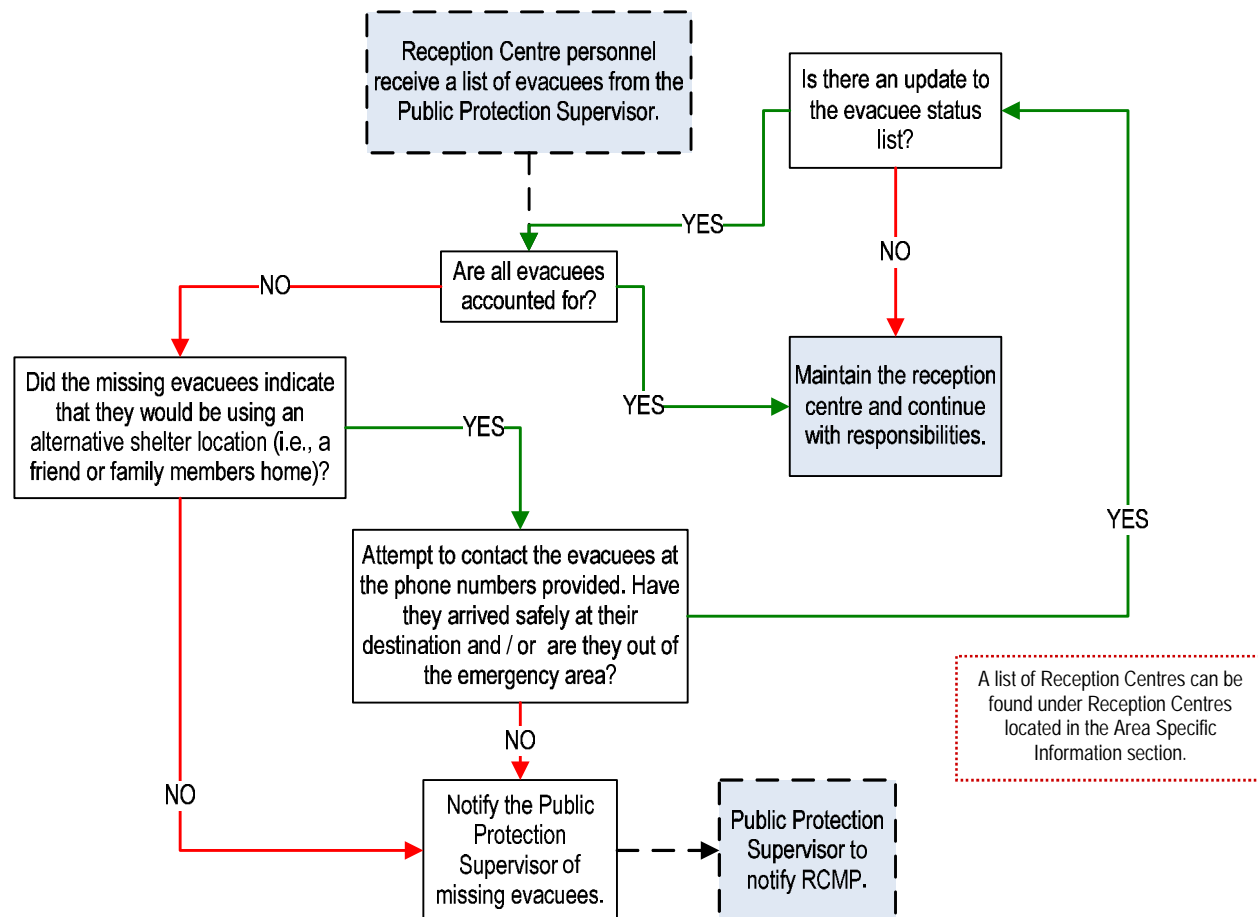 Reception Centre personnel
receive a list of evacuees from the
Public Protection Supervisor.
Is there an update to
the evacuee status
list?
YES
NO
Are all evacuees
accounted for?
NO
YES
Did the missing evacuees indicate
that they would be using an
alternative shelter location (i.e., a
friend or family members home)?
Maintain the reception
centre and continue
with responsibilities.
YES
YES
Attempt to contact the evacuees at
the phone numbers provided. Have
they arrived safely at their
destination and / or are they out of
the emergency area?
A list of Reception Centres can be
found under Reception Centres
located in the Area Specific
Information section.
NO
NO
Notify the Public
Protection
Supervisor of
missing evacuees.
Public Protection
Supervisor to
notify RCMP.